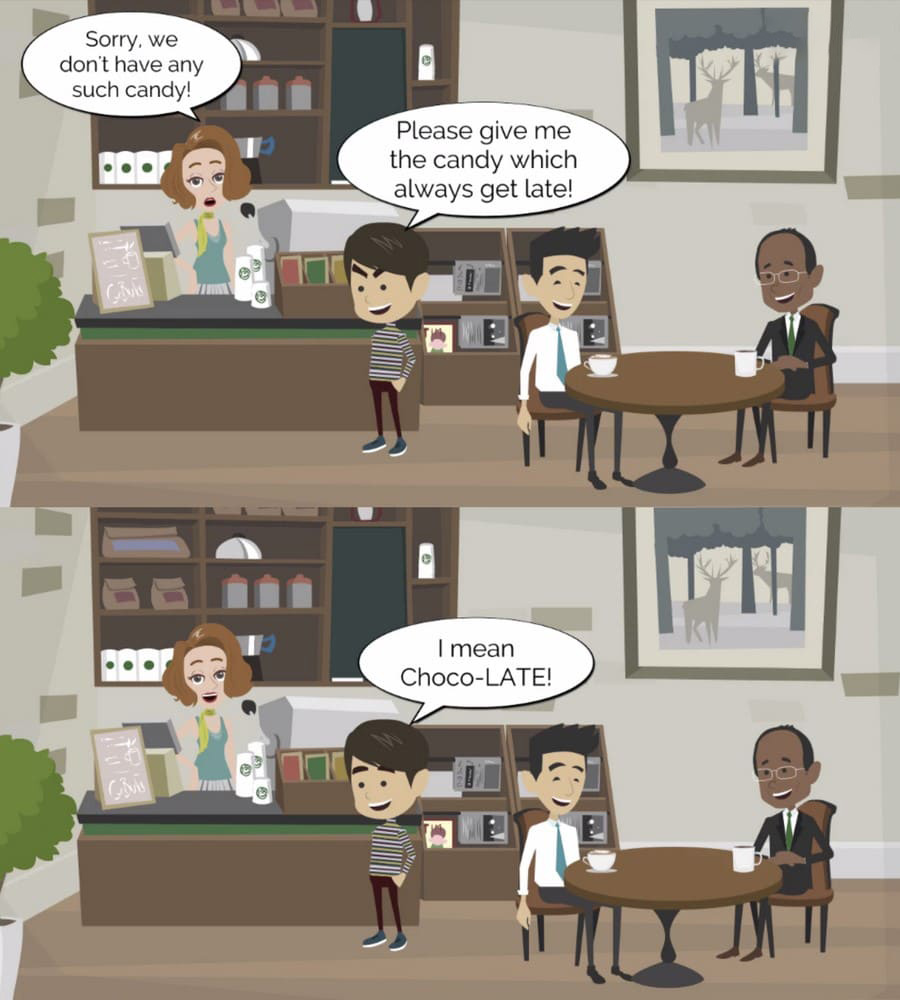 Sorry, we
don't have any
such candy!
Please give me
the candy which
always get late!
I mean
Choco-LATE!